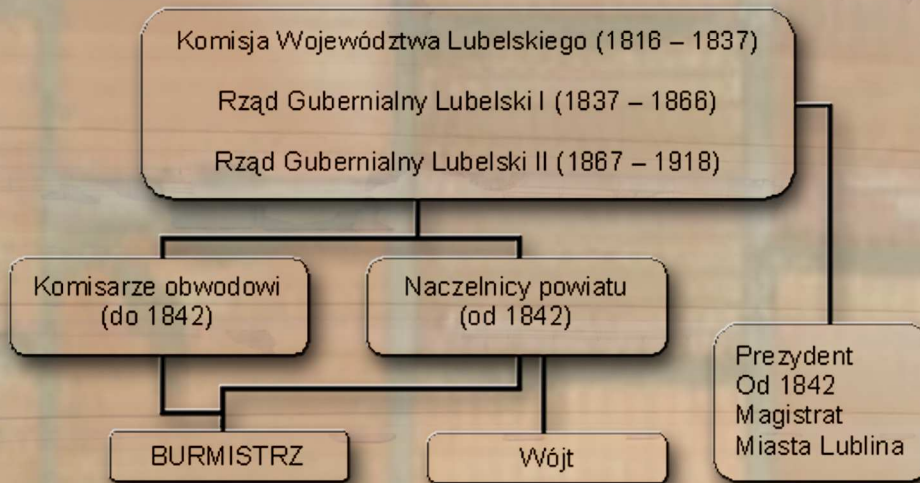 Komisja Województwa Lubelskiego (1816 – 1837)
Rząd Gubernialny Lubelski I (1837 – 1866)
Rząd Gubernialny Lubelski II (1867 – 1918)
Komisarze obwodowi
(do 1842)
Naczelnicy powiatu
(od 1842)
Prezydent
Od 1842
Magistrat
Miasta Lublina
BURMISTRZ
Wójt